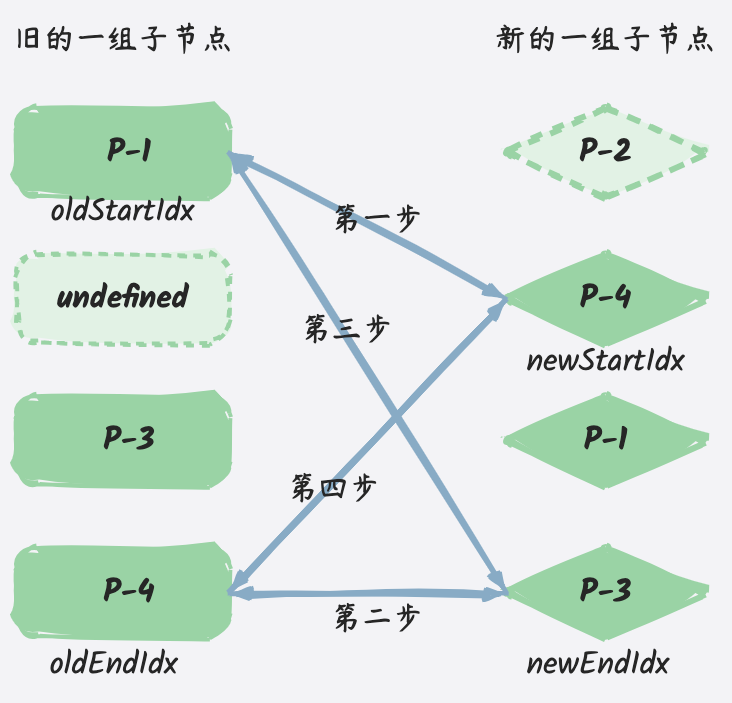 旧的一组子节点
新的一组子节点
P-1
P-2
oldStartIdx
第一步
undefined
P-4
第三步
newStartIdx
P-3
P-1
第四步
P-4
P-3
第二步
oldEndIdx
newEndIdx